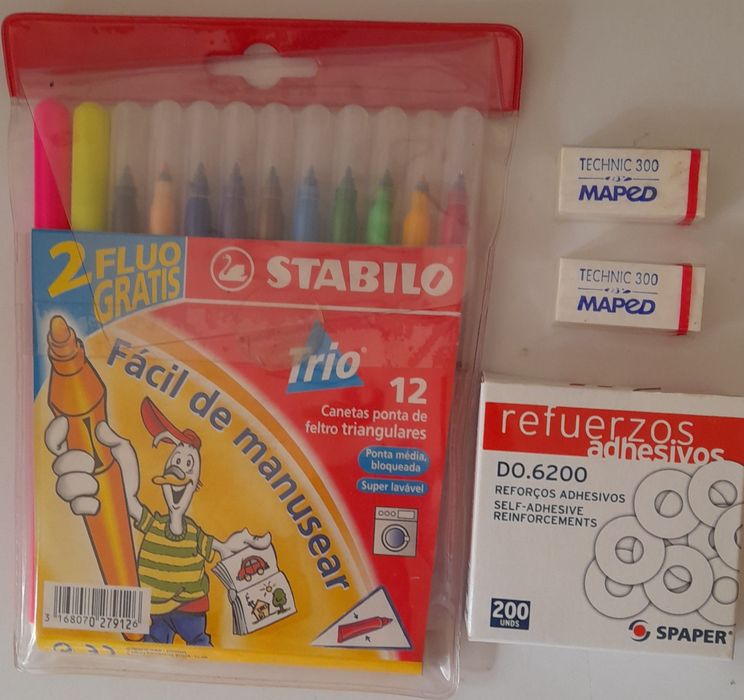 2 FLUO
GRATIS
STABILO
Trio
12
Canetas ponta de
feltro triangulares
Ponta média,
bloqueada
Super lavável
Fácil de manusear
3 168070 279126
TECHNIC 300
MAPED
TECHNIC 300
MAPED
refuerzos
adhesivos
DO.6200
REFORÇOS ADHESIVOS
SELF-ADHESIVE
REINFORCEMENTS
200
UNDS
SPAPER